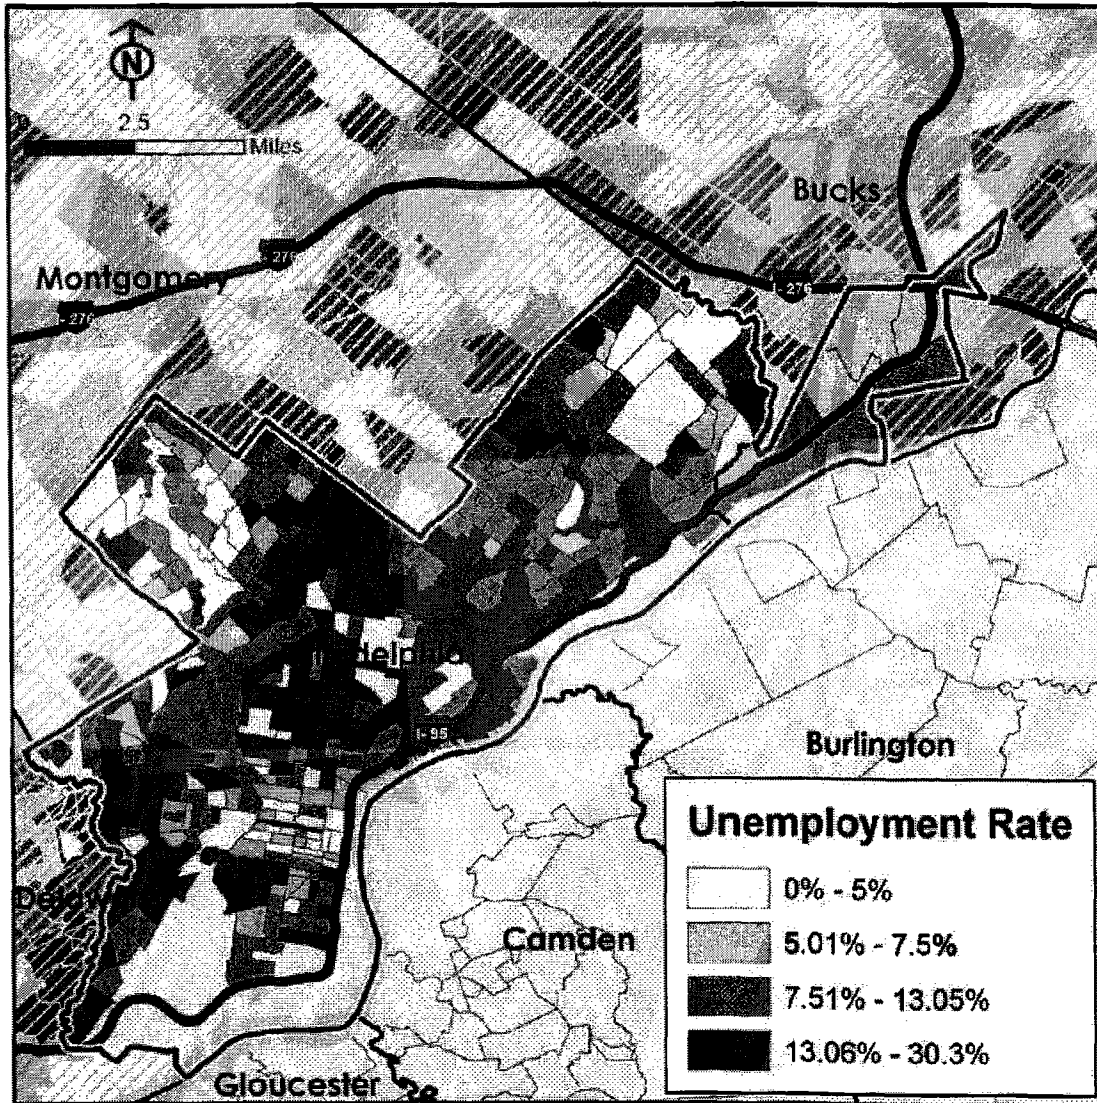 N
2.5
Miles
Bucks
I-276
Montgomery
I-276
I-276
I-95
Burlington
Unemployment Rate
0% - 5%
5.01% - 7.5%
7.51% - 13.05%
13.06% - 30.3%
Camden
Gloucester